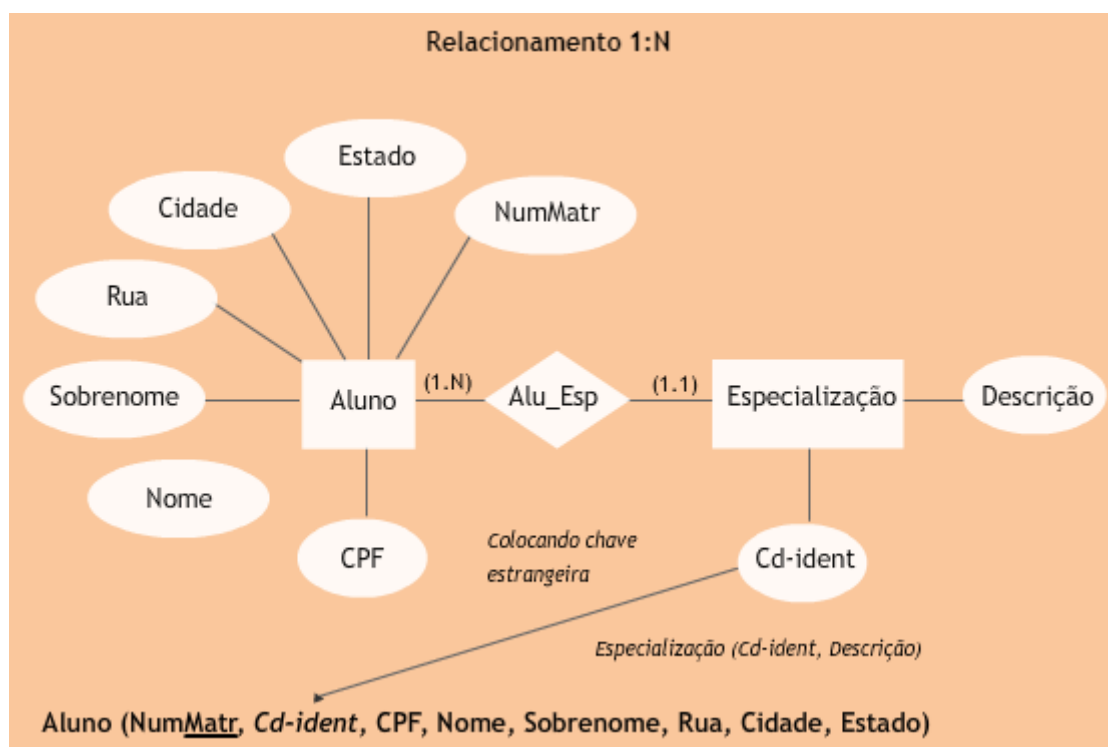 Relacionamento 1:N
Estado
Cidade
NumMatr
Rua
Sobrenome
Aluno
(1.N)
Alu_Esp
(1.1)
Especialização
Descrição
Nome
CPF
Colocando chave
estrangeira
Cd-ident
Especialização (Cd-ident, Descrição)
Aluno (NumMatr, Cd-ident, CPF, Nome, Sobrenome, Rua, Cidade, Estado)